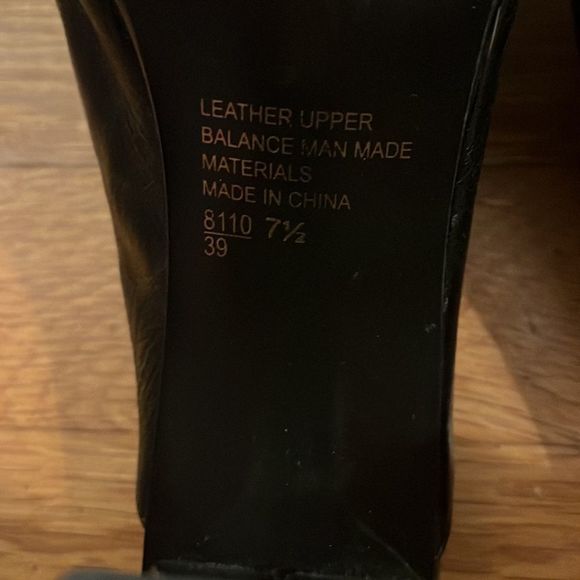 LEATHER UPPER
BALANCE MAN MADE
MATERIALS
MADE IN CHINA
8110 7½
39